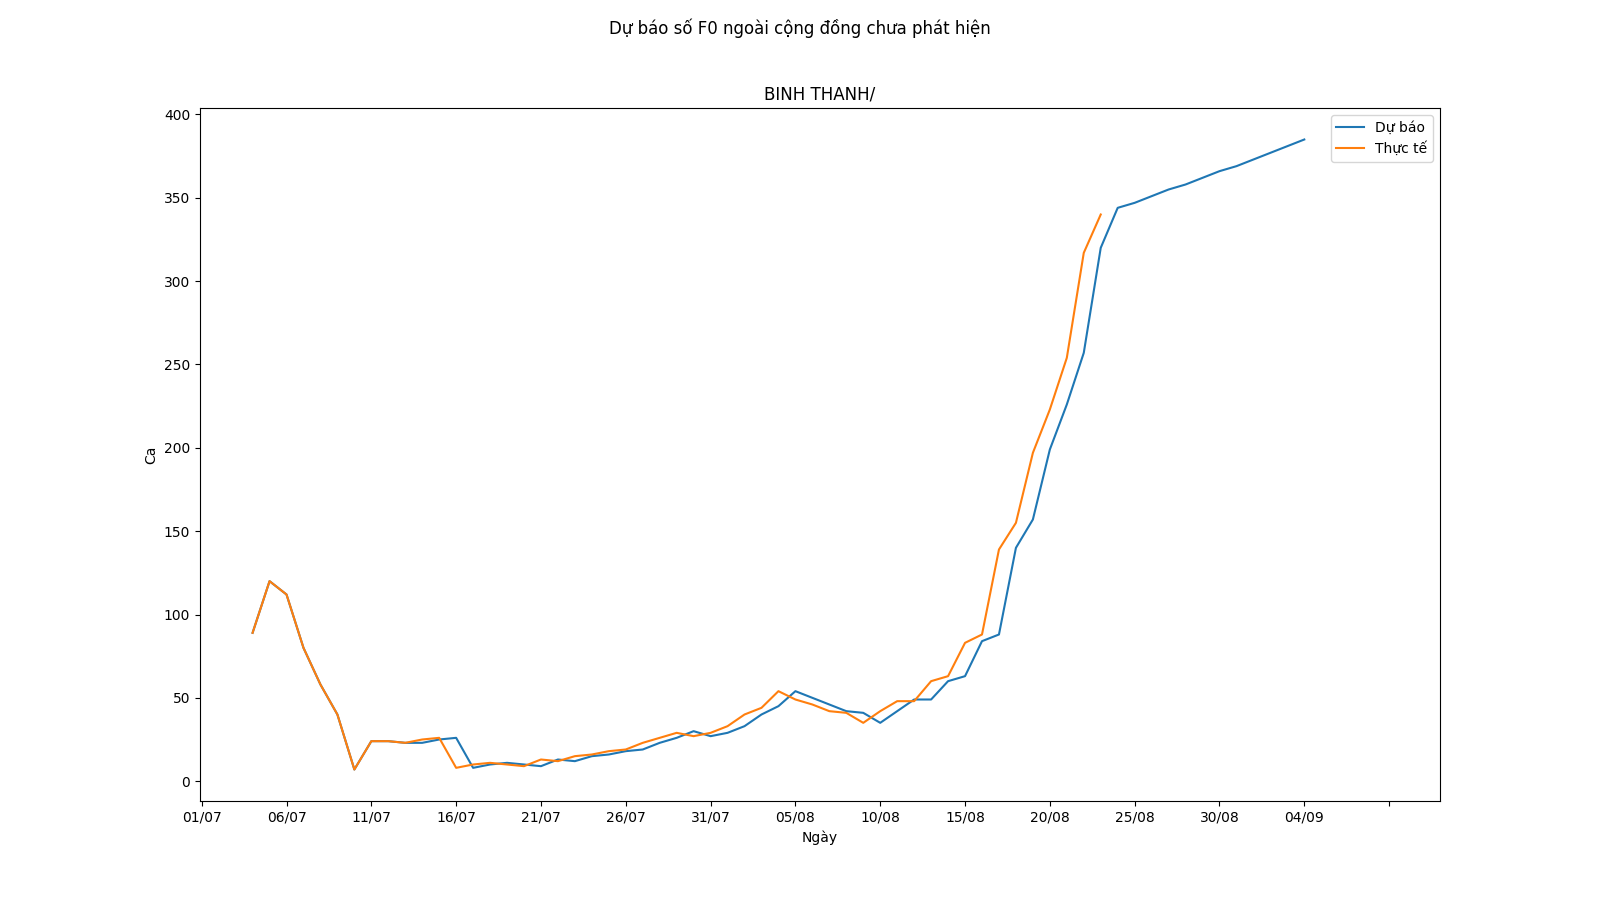 Dự báo số F0 ngoài cộng đồng chưa phát hiện
BINH THANH/
Dự báo
Thực tế
400
350
300
250
200
150
100
50
0
Ca
01/07 06/07 11/07 16/07 21/07 26/07 31/07 05/08 10/08 15/08 20/08 25/08 30/08 04/09
Ngày